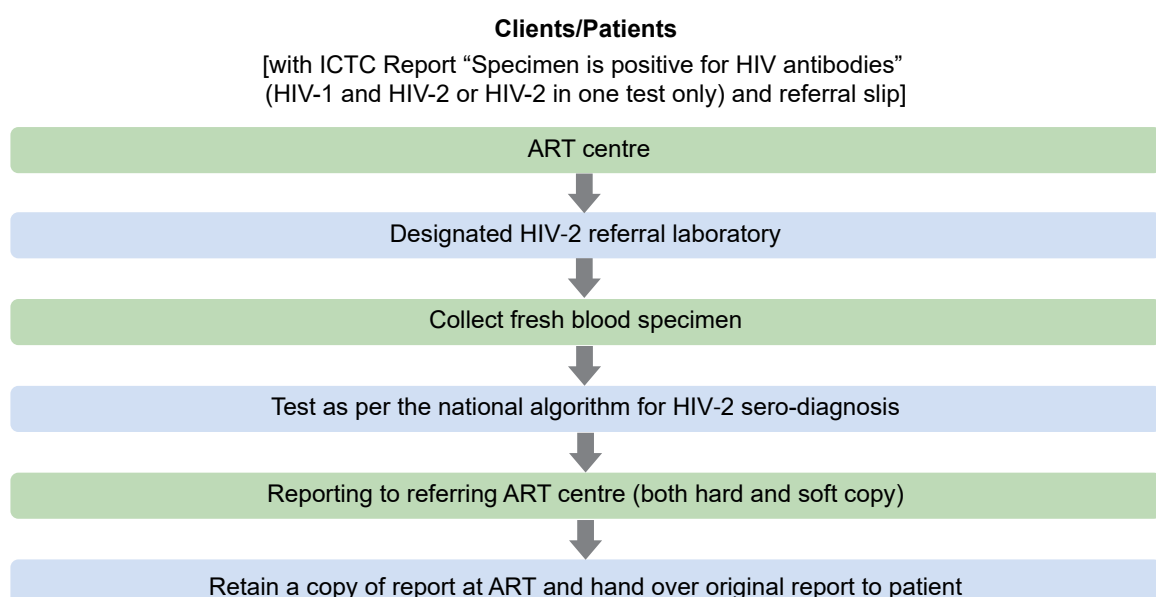 Clients/Patients
[with ICTC Report “Specimen is positive for HIV antibodies”
(HIV-1 and HIV-2 or HIV-2 in one test only) and referral slip]
ART centre
Designated HIV-2 referral laboratory
Collect fresh blood specimen
Test as per the national algorithm for HIV-2 sero-diagnosis
Reporting to referring ART centre (both hard and soft copy)
Retain a copy of report at ART and hand over original report to patient